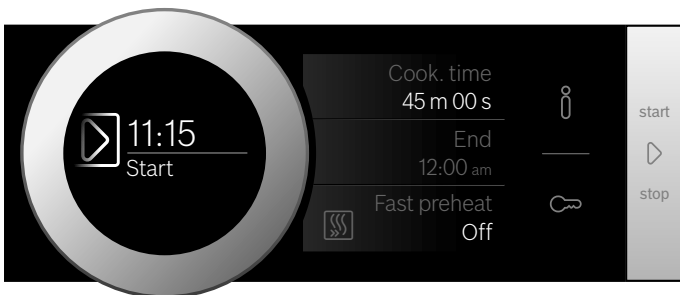 11:15
Start
Cook. time
45 m 00 s
End
12:00 am
Fast preheat
Off
start
stop